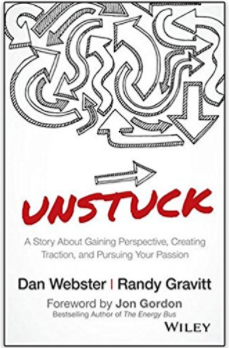 UNSTUCK
A Story About Gaining Perspective, Creating
Traction, and Pursuing Your Passion
Dan Webster | Randy Gravitt
Foreword by Jon Gordon
Bestselling Author of The Energy Bus
WILEY